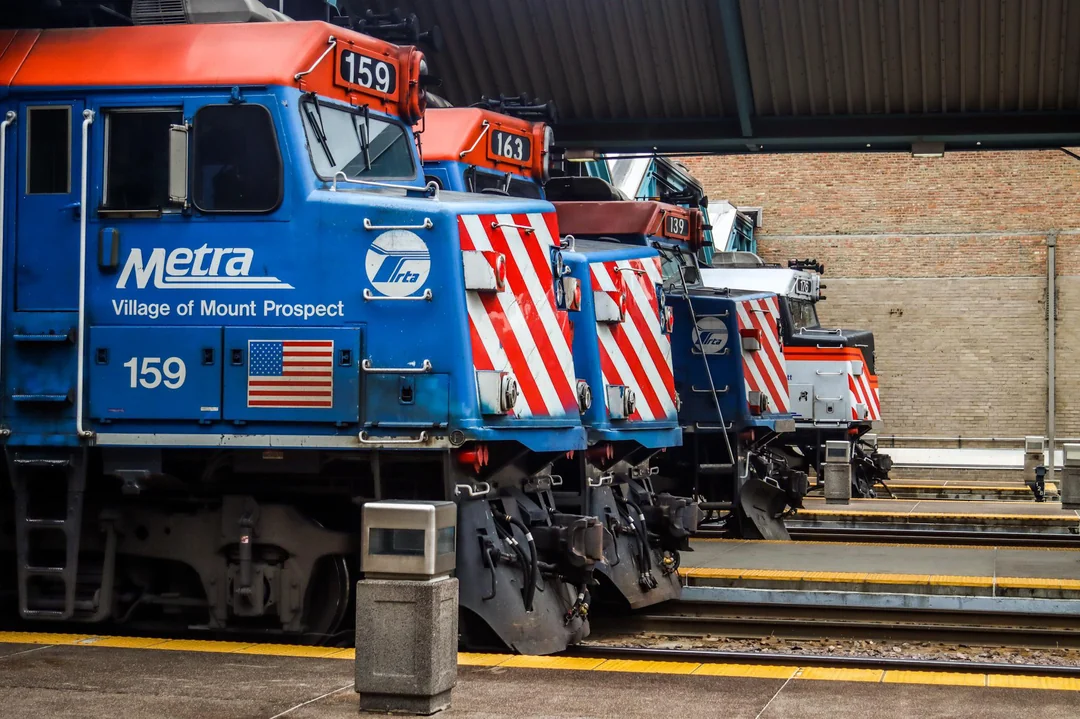 159
163
139
Metra
Village of Mount Prospect
159
rta
rta